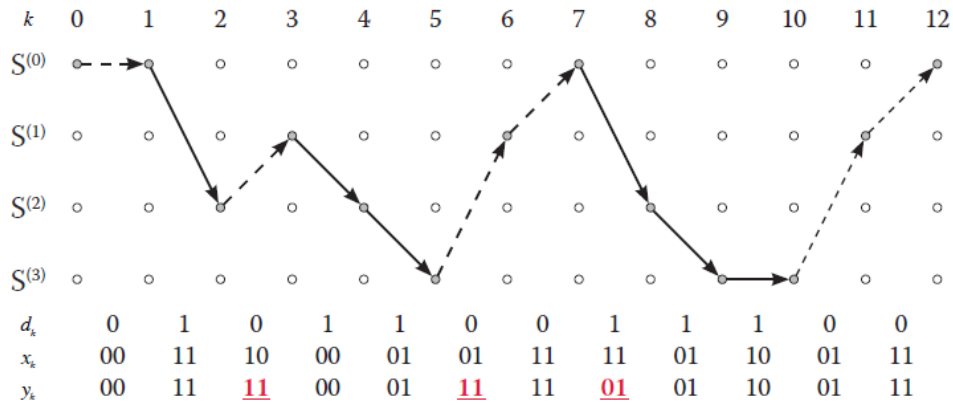 k 0 1 2 3 4 5 6 7 8 9 10 11 12
S⁽⁰⁾
S⁽¹⁾
S⁽²⁾
S⁽³⁾
dₖ 0 1 0 1 1 0 0 1 1 1 0 0
xₖ 00 11 10 00 01 01 11 11 01 10 01 11
yₖ 00 11 11 00 01 11 11 01 01 10 01 11